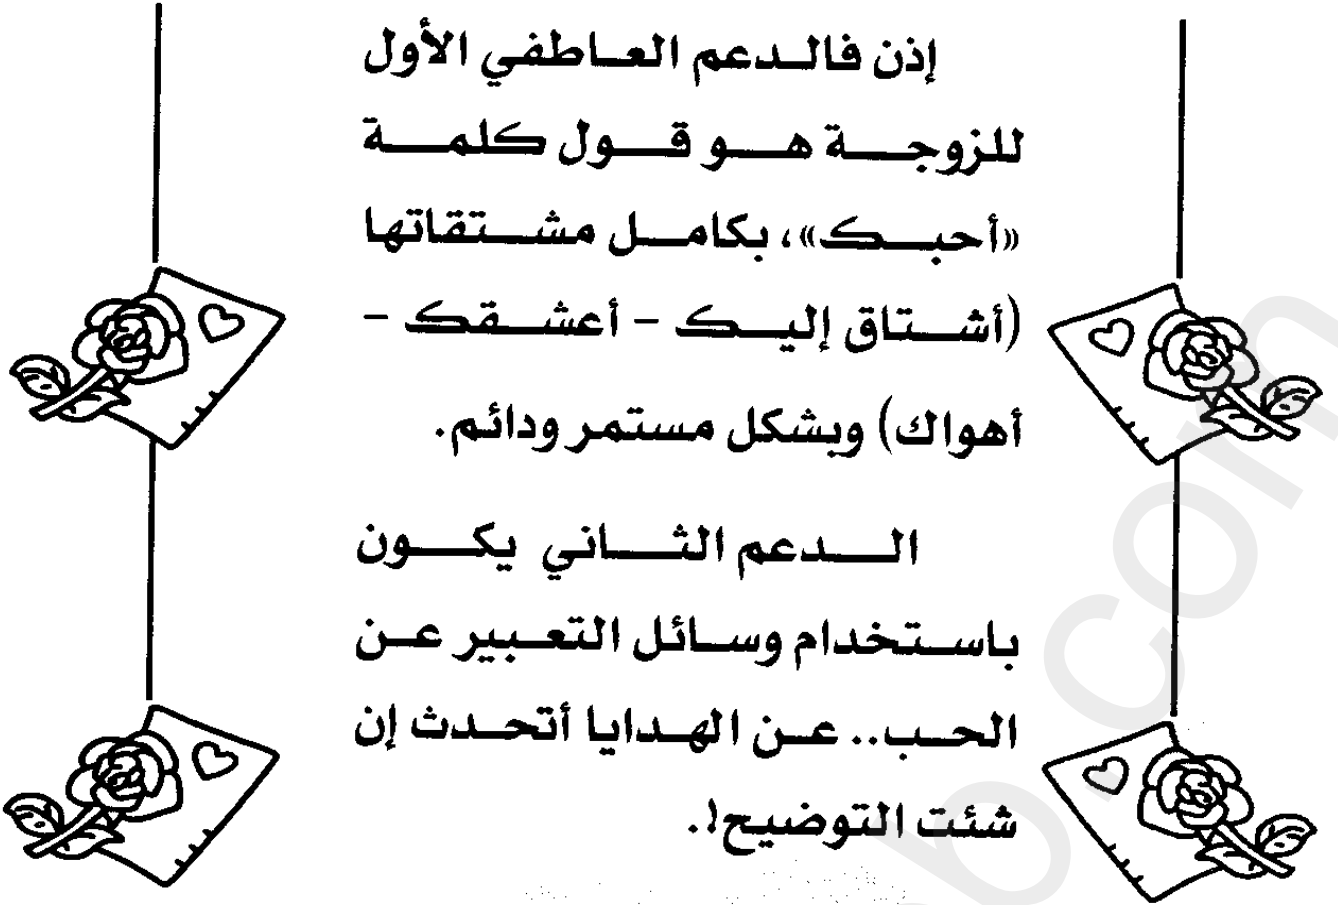 إذن فالدعم العاطفي الأول
للزوجة هو قول كلمة
«أحبك»، بكامل مشتقاتها
(أشتاق إليك - أعشقك -
أهواك) وبشكل مستمر ودائم.
الدعم الثاني يكون
باستخدام وسائل التعبير عن
الحب.. عن الهدايا أتحدث إن
شئت التوضيح!.